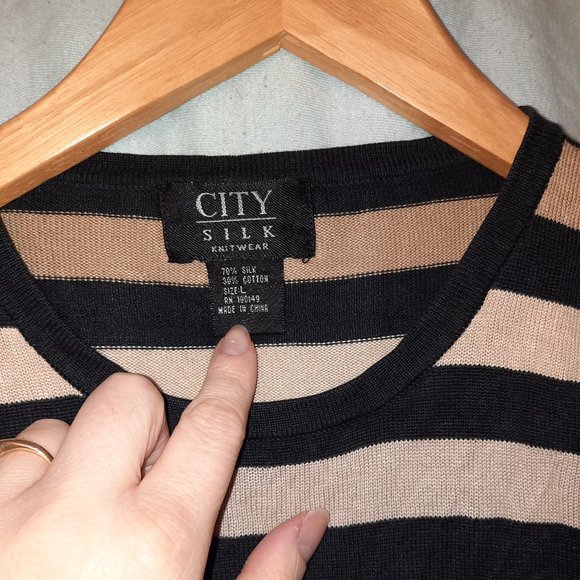 CITY
SILK
KNITWEAR
70% SILK
30% COTTON
SIZE: L
RN 100149
MADE IN CHINA